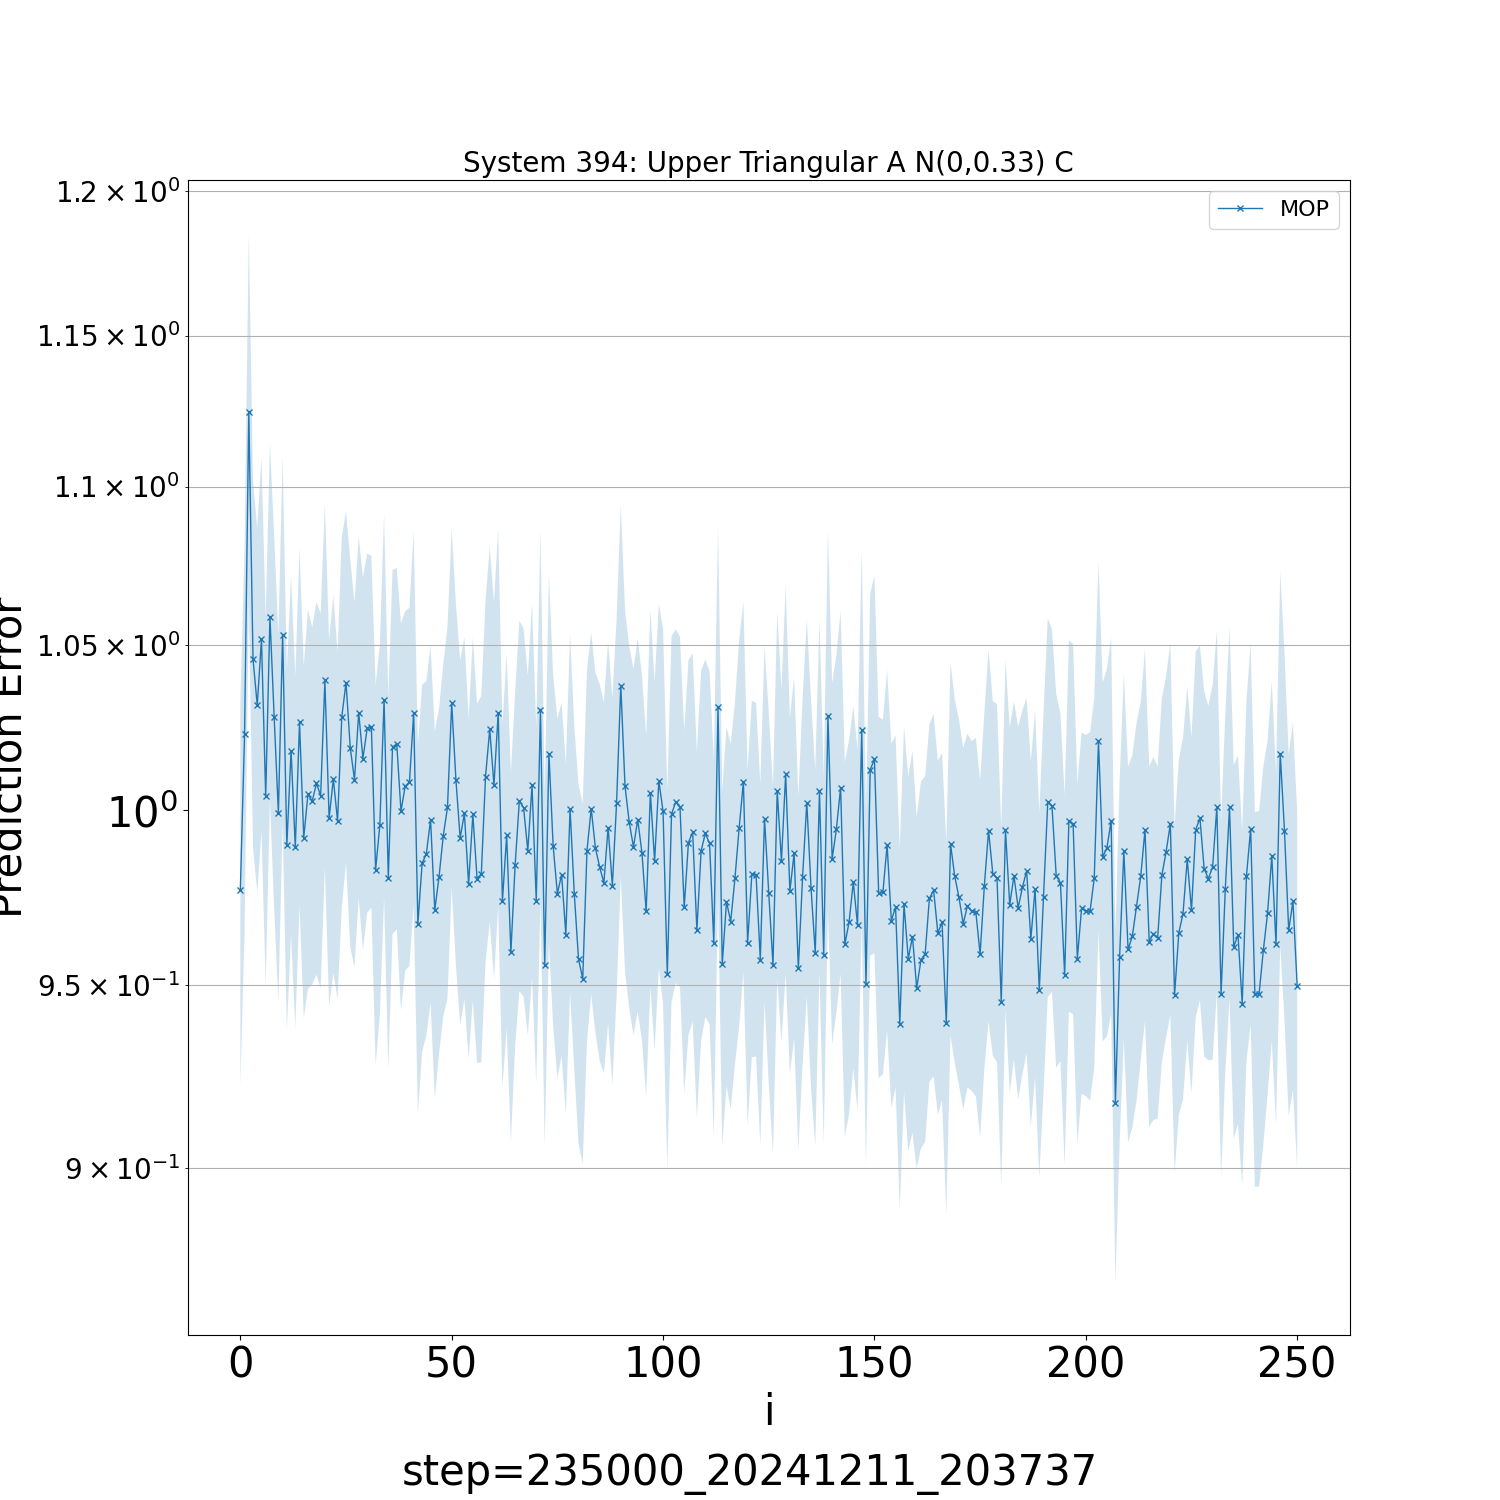 System 394: Upper Triangular A N(0,0.33) C
MOP
1.2 × 10⁰
1.15 × 10⁰
1.1 × 10⁰
1.05 × 10⁰
10⁰
9.5 × 10⁻¹
9 × 10⁻¹
Prediction Error
0 50 100 150 200 250
i
step=235000_20241211_203737